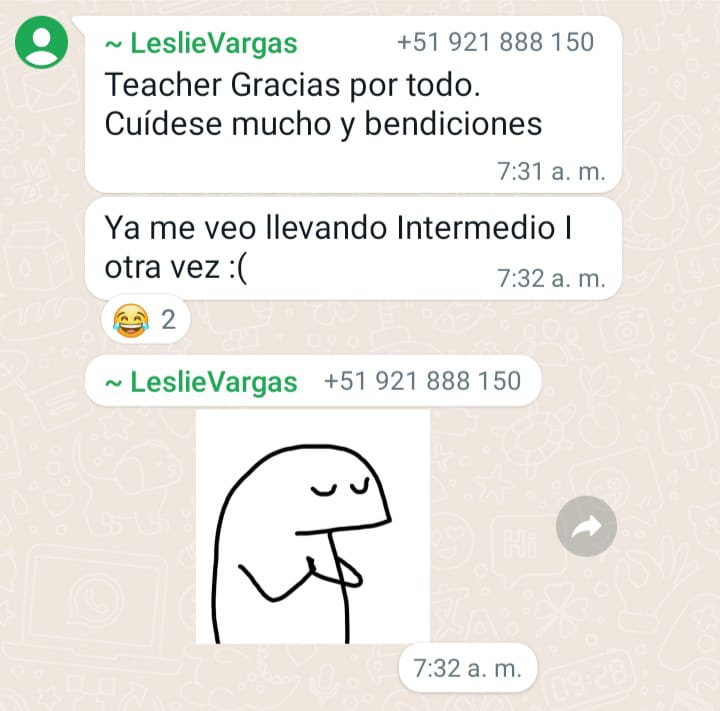 ~ LeslieVargas +51 921 888 150
Teacher Gracias por todo.
Cuídese mucho y bendiciones
7:31 a. m.
Ya me veo llevando Intermedio I
otra vez :( 7:32 a. m.
😂 2
~ LeslieVargas +51 921 888 150
7:32 a. m.